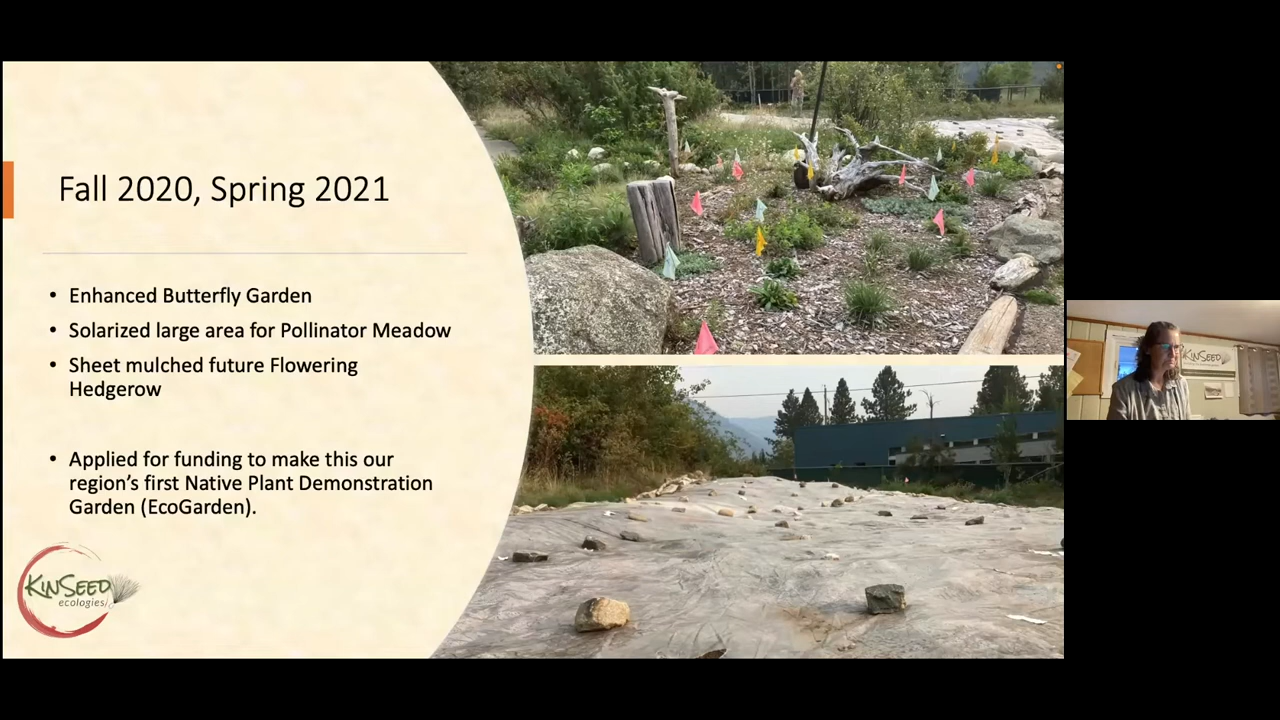 Fall 2020, Spring 2021
• Enhanced Butterfly Garden
• Solarized large area for Pollinator Meadow
• Sheet mulched future Flowering
Hedgerow
• Applied for funding to make this our
region's first Native Plant Demonstration
Garden (EcoGarden).
KINSEED
ecologies
KINSEED